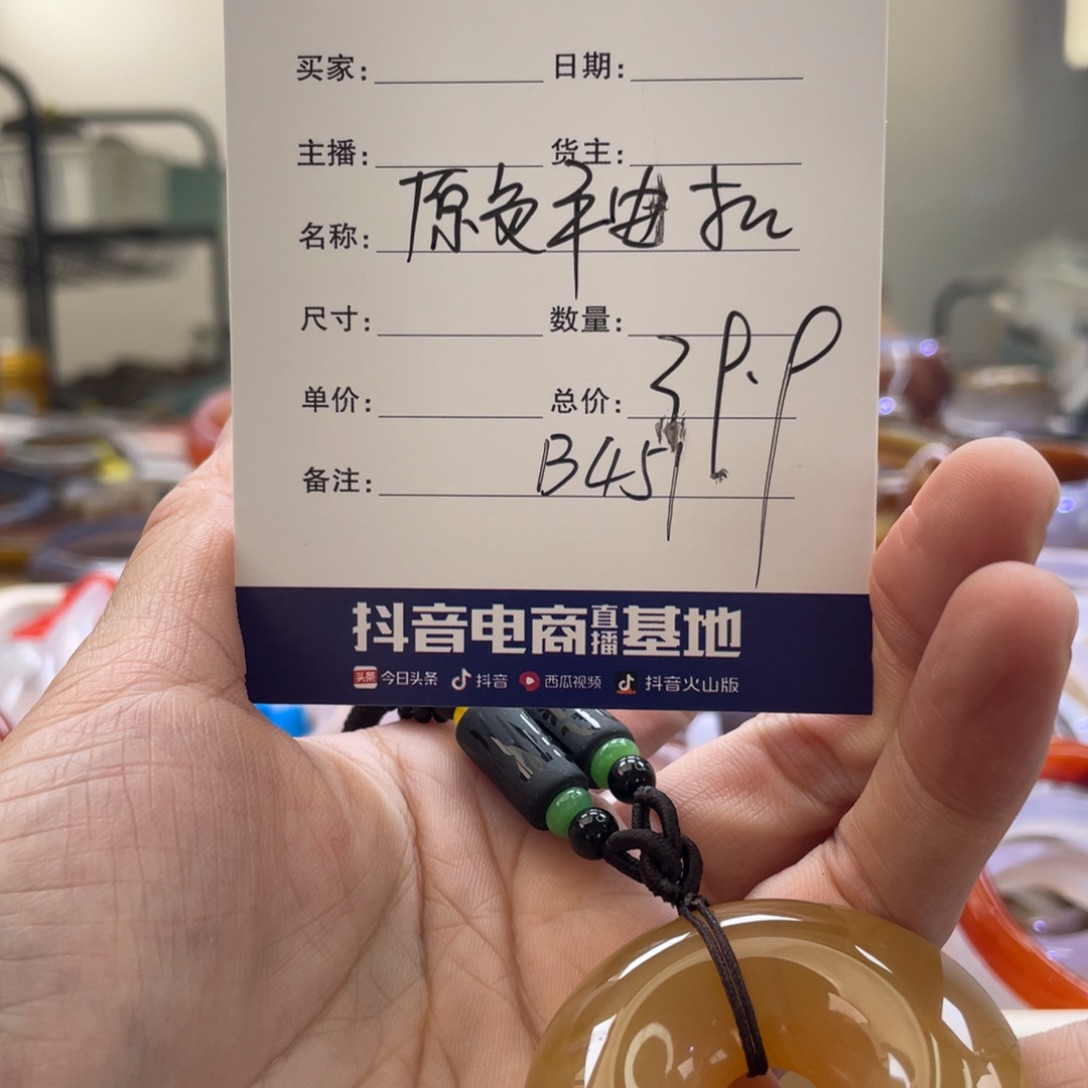 买家: 日期:
主播: 货主:
名称: 原色平 扣
尺寸: 数量:
单价: 总价: 39.9
备注: B45
抖音电商直播基地
头条 今日头条 抖音 西瓜视频 抖音火山版